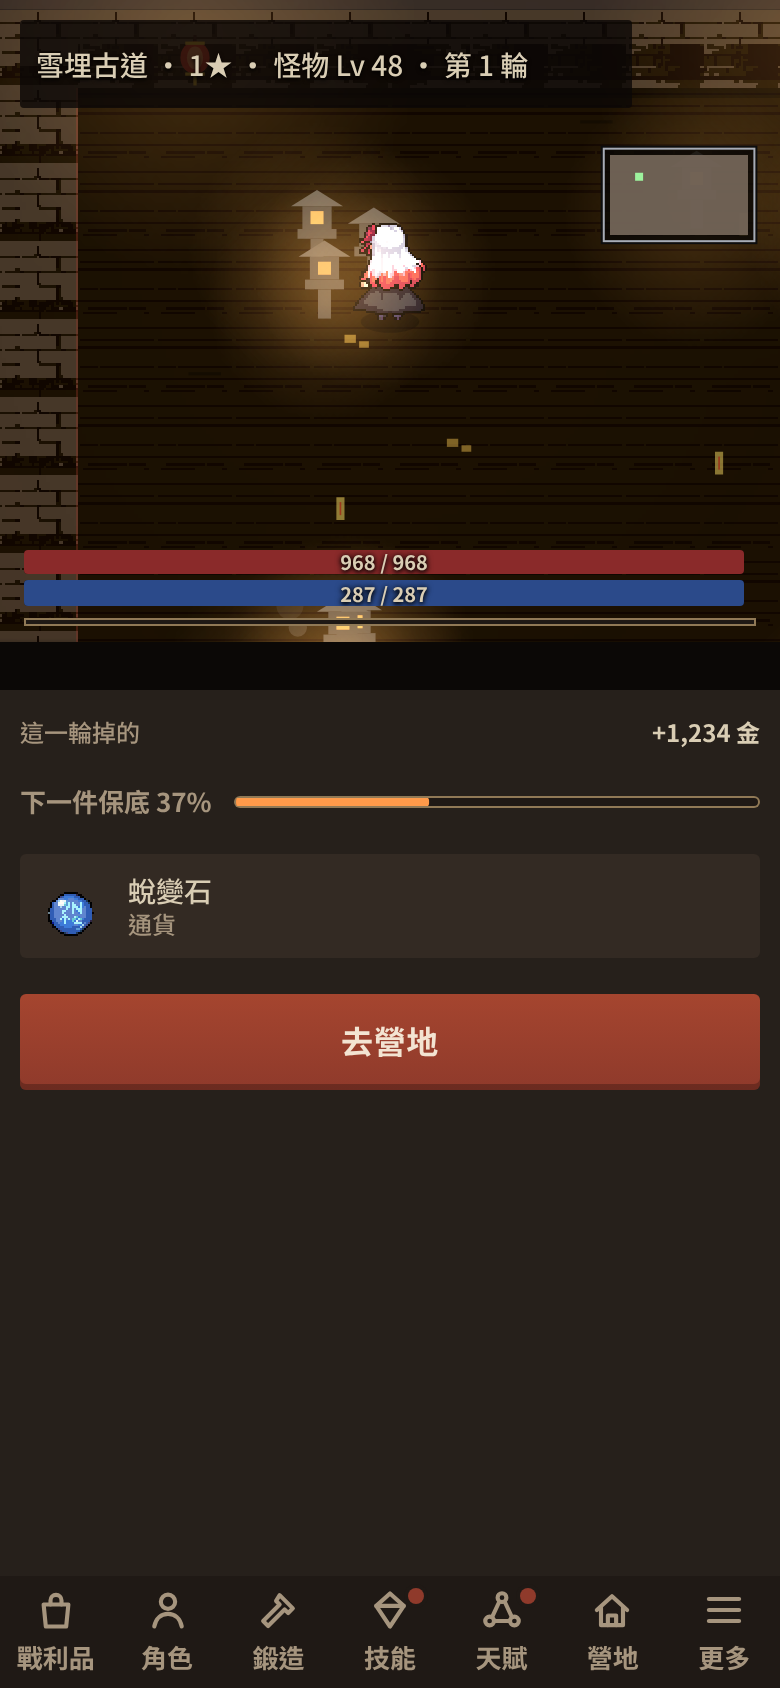 雪埋古道 · 1★ · 怪物 Lv 48 · 第 1 輪
968 / 968
287 / 287
這一輪掉的 +1,234 金
下一件保底 37%
蛻變石
通貨
去營地
戰利品 角色 鍛造 技能 天賦 營地 更多